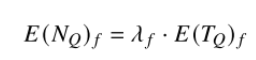 E(N_Q)_f = λ_f · E(T_Q)_f